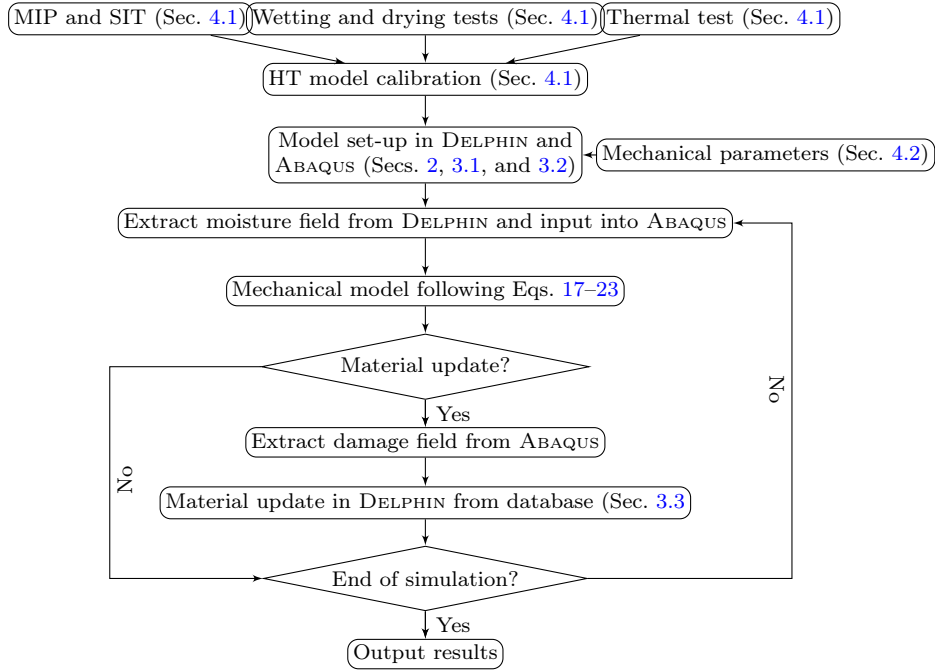 MIP and SIT (Sec. 4.1)
Wetting and drying tests (Sec. 4.1)
Thermal test (Sec. 4.1)
HT model calibration (Sec. 4.1)
Model set-up in DELPHIN and
ABAQUS (Secs. 2, 3.1, and 3.2)
Mechanical parameters (Sec. 4.2)
Extract moisture field from DELPHIN and input into ABAQUS
Mechanical model following Eqs. 17–23
Material update?
No
No
Yes
Extract damage field from ABAQUS
Material update in DELPHIN from database (Sec. 3.3
End of simulation?
Yes
Output results